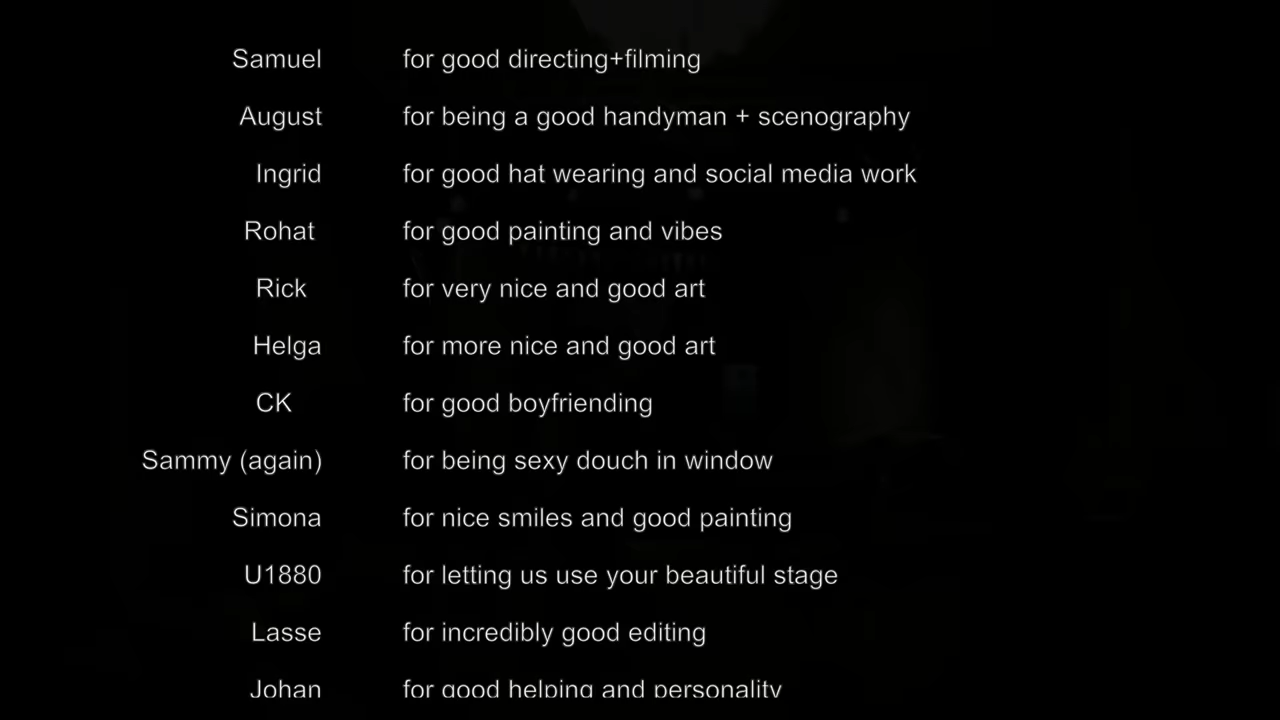 Samuel for good directing+filming
August for being a good handyman + scenography
Ingrid for good hat wearing and social media work
Rohat for good painting and vibes
Rick for very nice and good art
Helga for more nice and good art
CK for good boyfriending
Sammy (again) for being sexy douch in window
Simona for nice smiles and good painting
U1880 for letting us use your beautiful stage
Lasse for incredibly good editing
Johan for good helping and personality